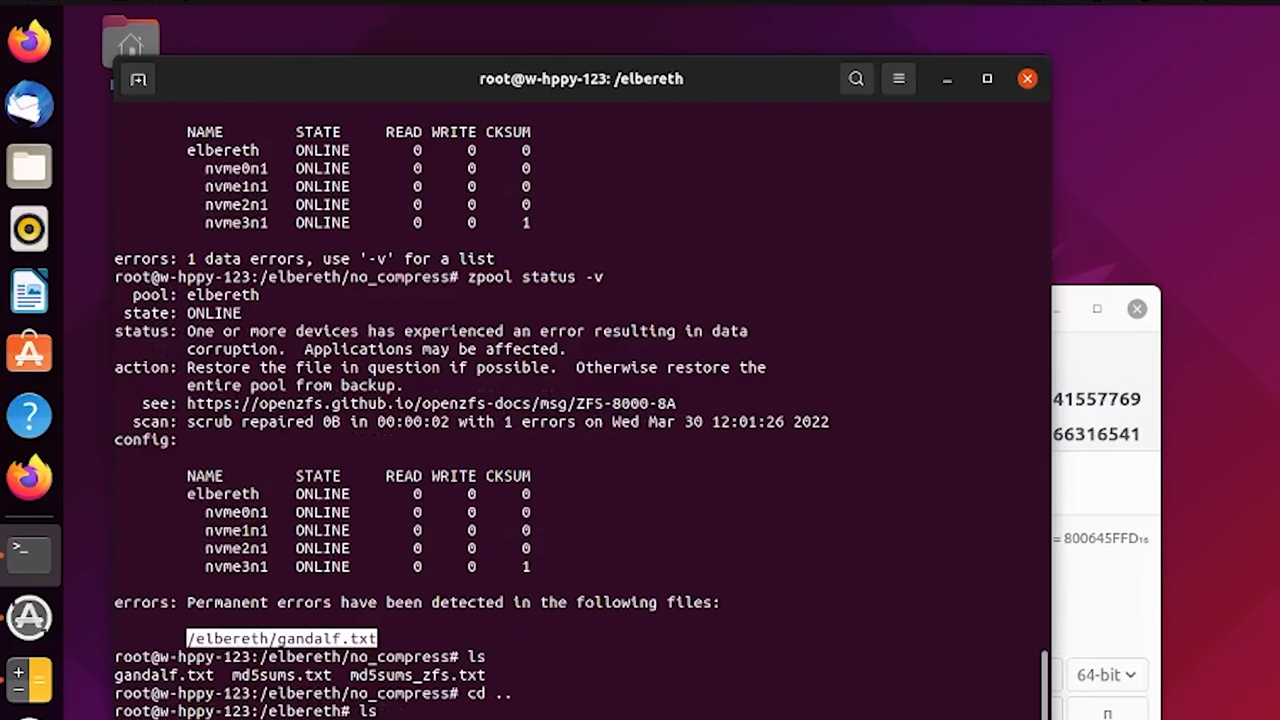 root@w-hppy-123: /elbereth
NAME STATE READ WRITE CKSUM
elbereth ONLINE 0 0 0
nvme0n1 ONLINE 0 0 0
nvme1n1 ONLINE 0 0 0
nvme2n1 ONLINE 0 0 0
nvme3n1 ONLINE 0 0 1
errors: 1 data errors, use '-v' for a list
root@w-hppy-123:/elbereth/no_compress# zpool status -v
pool: elbereth
state: ONLINE
status: One or more devices has experienced an error resulting in data
corruption. Applications may be affected.
action: Restore the file in question if possible. Otherwise restore the
entire pool from backup.
see: https://openzfs.github.io/openzfs-docs/msg/ZFS-8000-8A
scan: scrub repaired 0B in 00:00:02 with 1 errors on Wed Mar 30 12:01:26 2022
config:
NAME STATE READ WRITE CKSUM
elbereth ONLINE 0 0 0
nvme0n1 ONLINE 0 0 0
nvme1n1 ONLINE 0 0 0
nvme2n1 ONLINE 0 0 0
nvme3n1 ONLINE 0 0 1
errors: Permanent errors have been detected in the following files:
/elbereth/gandalf.txt
root@w-hppy-123:/elbereth/no_compress# ls
gandalf.txt md5sums.txt md5sums_zfs.txt
root@w-hppy-123:/elbereth/no_compress# cd ..
root@w-hppy-123:/elbereth# ls
41557769
66316541
= 800645FFD₁₆
64-bit
n